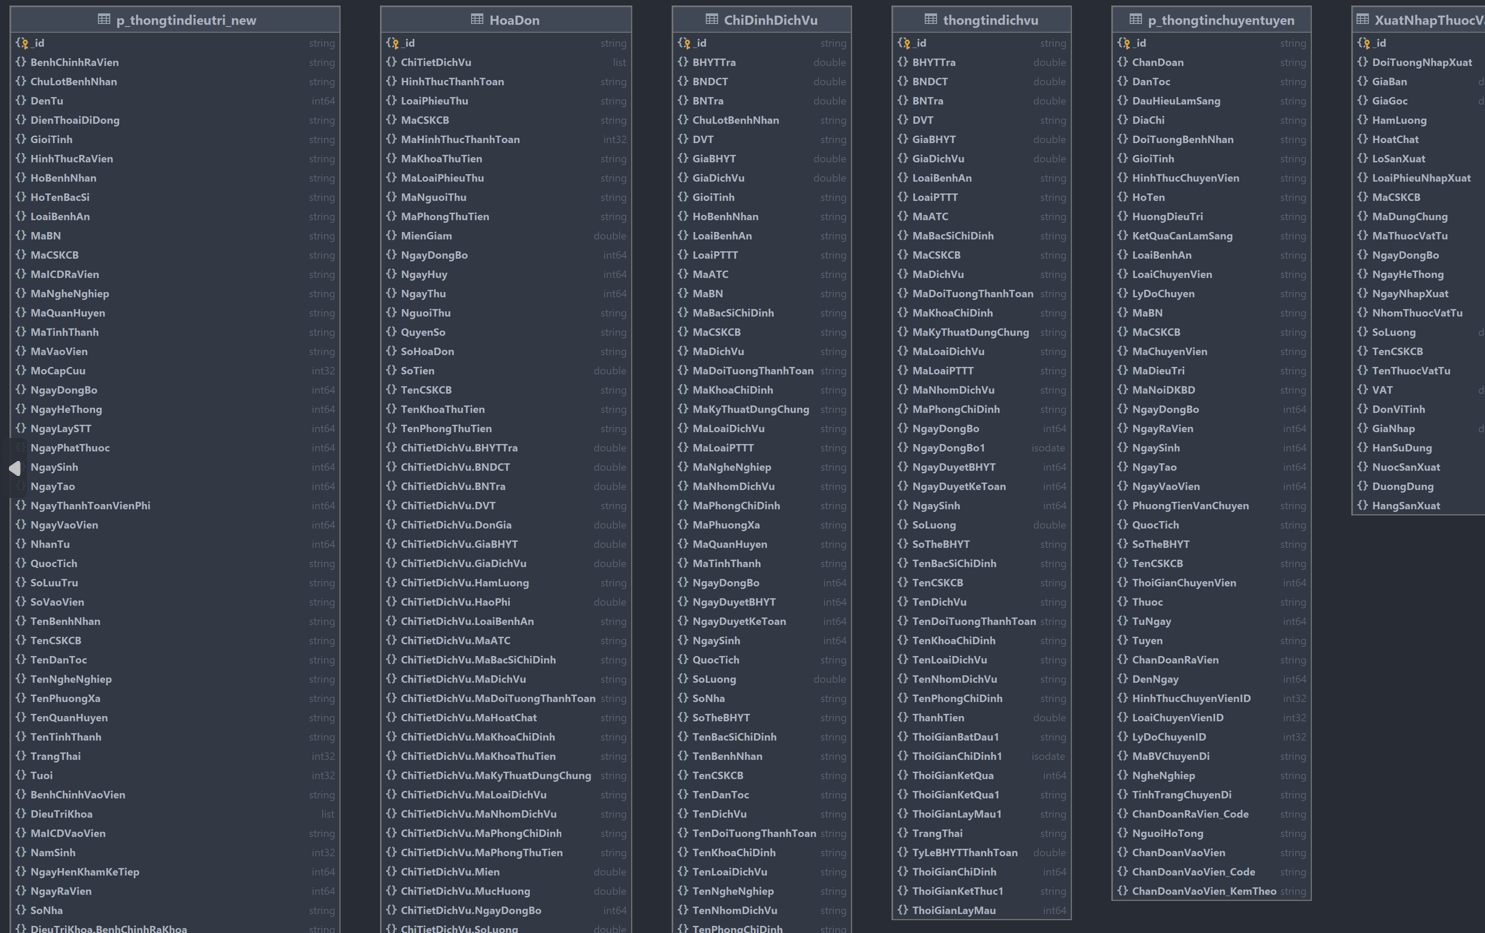 p_thongtindieutri_new
_id string
BenhChinhRaVien string
ChuLotBenhNhan string
DenTu int64
DienThoaiDiDong string
GioiTinh string
HinhThucRaVien string
HoBenhNhan string
HoTenBacSi string
LoaiBenhAn string
MaBN string
MaCSKCB string
MaICDRaVien string
MaNgheNghiep string
MaQuanHuyen string
MaTinhThanh string
MaVaoVien string
MoCapCuu int32
NgayDongBo int64
NgayHeThong int64
NgayLaySTT int64
NgayPhatThuoc int64
NgaySinh int64
NgayTao int64
NgayThanhToanVienPhi int64
NgayVaoVien int64
NhanTu int64
QuocTich string
SoLuuTru string
SoVaoVien string
TenBenhNhan string
TenCSKCB string
TenDanToc string
TenNgheNghiep string
TenPhuongXa string
TenQuanHuyen string
TenTinhThanh string
TrangThai int32
Tuoi int32
BenhChinhVaoVien string
DieuTriKhoa list
MaICDVaoVien string
NamSinh int32
NgayHenKhamKeTiep int64
NgayRaVien int64
SoNha string
DieuTriKhoa.BenhChinhRaKhoa string
HoaDon
_id string
ChiTietDichVu list
HinhThucThanhToan string
LoaiPhieuThu string
MaCSKCB string
MaHinhThucThanhToan int32
MaKhoaThuTien string
MaLoaiPhieuThu string
MaNguoiThu string
MaPhongThuTien string
MienGiam double
NgayDongBo int64
NgayHuy int64
NgayThu int64
NguoiThu string
QuyenSo string
SoHoaDon string
SoTien double
TenCSKCB string
TenKhoaThuTien string
TenPhongThuTien string
ChiTietDichVu.BHYTTra double
ChiTietDichVu.BNDCT double
ChiTietDichVu.BNTra double
ChiTietDichVu.DVT string
ChiTietDichVu.DonGia double
ChiTietDichVu.GiaBHYT double
ChiTietDichVu.GiaDichVu double
ChiTietDichVu.HamLuong string
ChiTietDichVu.HaoPhi double
ChiTietDichVu.LoaiBenhAn string
ChiTietDichVu.MaATC string
ChiTietDichVu.MaBacSiChiDinh string
ChiTietDichVu.MaDichVu string
ChiTietDichVu.MaDoiTuongThanhToan string
ChiTietDichVu.MaHoatChat string
ChiTietDichVu.MaKhoaChiDinh string
ChiTietDichVu.MaKhoaThuTien string
ChiTietDichVu.MaKyThuatDungChung string
ChiTietDichVu.MaLoaiDichVu string
ChiTietDichVu.MaNhomDichVu string
ChiTietDichVu.MaPhongChiDinh string
ChiTietDichVu.MaPhongThuTien string
ChiTietDichVu.Mien double
ChiTietDichVu.MucHuong double
ChiTietDichVu.NgayDongBo int64
ChiTietDichVu.SoLuong double
ChiDinhDichVu
_id string
BHYTTra double
BNDCT double
BNTra double
ChuLotBenhNhan string
DVT string
GiaBHYT double
GiaDichVu double
GioiTinh string
HoBenhNhan string
LoaiBenhAn string
LoaiPTTT string
MaATC string
MaBN string
MaBacSiChiDinh string
MaCSKCB string
MaDichVu string
MaDoiTuongThanhToan string
MaKhoaChiDinh string
MaKyThuatDungChung string
MaLoaiDichVu string
MaLoaiPTTT string
MaNgheNghiep string
MaNhomDichVu string
MaPhongChiDinh string
MaPhuongXa string
MaQuanHuyen string
MaTinhThanh string
NgayDongBo int64
NgayDuyetBHYT int64
NgayDuyetKeToan int64
NgaySinh int64
QuocTich string
SoLuong double
SoNha string
SoTheBHYT string
TenBacSiChiDinh string
TenBenhNhan string
TenCSKCB string
TenDanToc string
TenDichVu string
TenDoiTuongThanhToan string
TenKhoaChiDinh string
TenLoaiDichVu string
TenNgheNghiep string
TenNhomDichVu string
TenPhongChiDinh string
thongtindichvu
_id string
BHYTTra double
BNDCT double
BNTra double
DVT string
GiaBHYT double
GiaDichVu double
LoaiBenhAn string
LoaiPTTT string
MaATC string
MaBacSiChiDinh string
MaCSKCB string
MaDichVu string
MaDoiTuongThanhToan string
MaKhoaChiDinh string
MaKyThuatDungChung string
MaLoaiDichVu string
MaLoaiPTTT string
MaNhomDichVu string
MaPhongChiDinh string
NgayDongBo int64
NgayDongBo1 isodate
NgayDuyetBHYT int64
NgayDuyetKeToan int64
NgaySinh int64
SoLuong double
SoTheBHYT string
TenBacSiChiDinh string
TenCSKCB string
TenDichVu string
TenDoiTuongThanhToan string
TenKhoaChiDinh string
TenLoaiDichVu string
TenNhomDichVu string
TenPhongChiDinh string
ThanhTien double
ThoiGianBatDau1 string
ThoiGianChiDinh1 isodate
ThoiGianKetQua int64
ThoiGianKetQua1 string
ThoiGianLayMau1 string
TrangThai string
TyLeBHYTThanhToan double
ThoiGianChiDinh int64
ThoiGianKetThuc1 string
ThoiGianLayMau int64
p_thongtinchuyentuyen
_id string
ChanDoan string
DanToc string
DauHieuLamSang string
DiaChi string
DoiTuongBenhNhan string
GioiTinh string
HinhThucChuyenVien string
HoTen string
HuongDieuTri string
KetQuaCanLamSang string
LoaiBenhAn string
LoaiChuyenVien string
LyDoChuyen string
MaBN string
MaCSKCB string
MaChuyenVien string
MaDieuTri string
MaNoiDKBD string
NgayDongBo int64
NgayRaVien int64
NgaySinh int64
NgayTao int64
NgayVaoVien int64
PhuongTienVanChuyen string
QuocTich string
SoTheBHYT string
TenCSKCB string
ThoiGianChuyenVien int64
Thuoc string
TuNgay int64
Tuyen string
ChanDoanRaVien string
DenNgay int64
HinhThucChuyenVienID int32
LoaiChuyenVienID int32
LyDoChuyenID int32
MaBVChuyenDi string
NgheNghiep string
TinhTrangChuyenDi string
ChanDoanRaVien_Code string
NguoiHoTong string
ChanDoanVaoVien string
ChanDoanVaoVien_Code string
ChanDoanVaoVien_KemTheo string
XuatNhapThuocV
_id
DoiTuongNhapXuat
GiaBan d
GiaGoc d
HamLuong
HoatChat
LoSanXuat
LoaiPhieuNhapXuat
MaCSKCB
MaDungChung
MaThuocVatTu
NgayDongBo
NgayHeThong
NgayNhapXuat
NhomThuocVatTu
SoLuong d
TenCSKCB
TenThuocVatTu
VAT d
DonViTinh
GiaNhap d
HanSuDung
NuocSanXuat
DuongDung
HangSanXuat